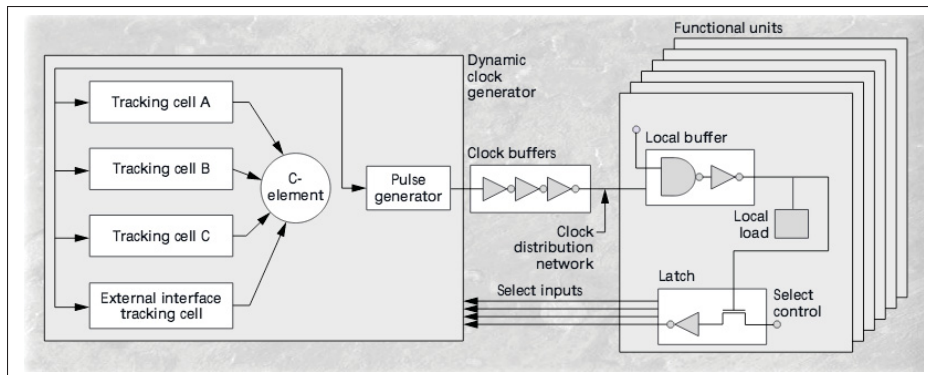 Functional units
Dynamic
clock
generator
Tracking cell A
Tracking cell B
C-
element
Tracking cell C
External interface
tracking cell
Pulse
generator
Clock buffers
Clock
distribution
network
Local buffer
Local
load
Latch
Select inputs
Select
control